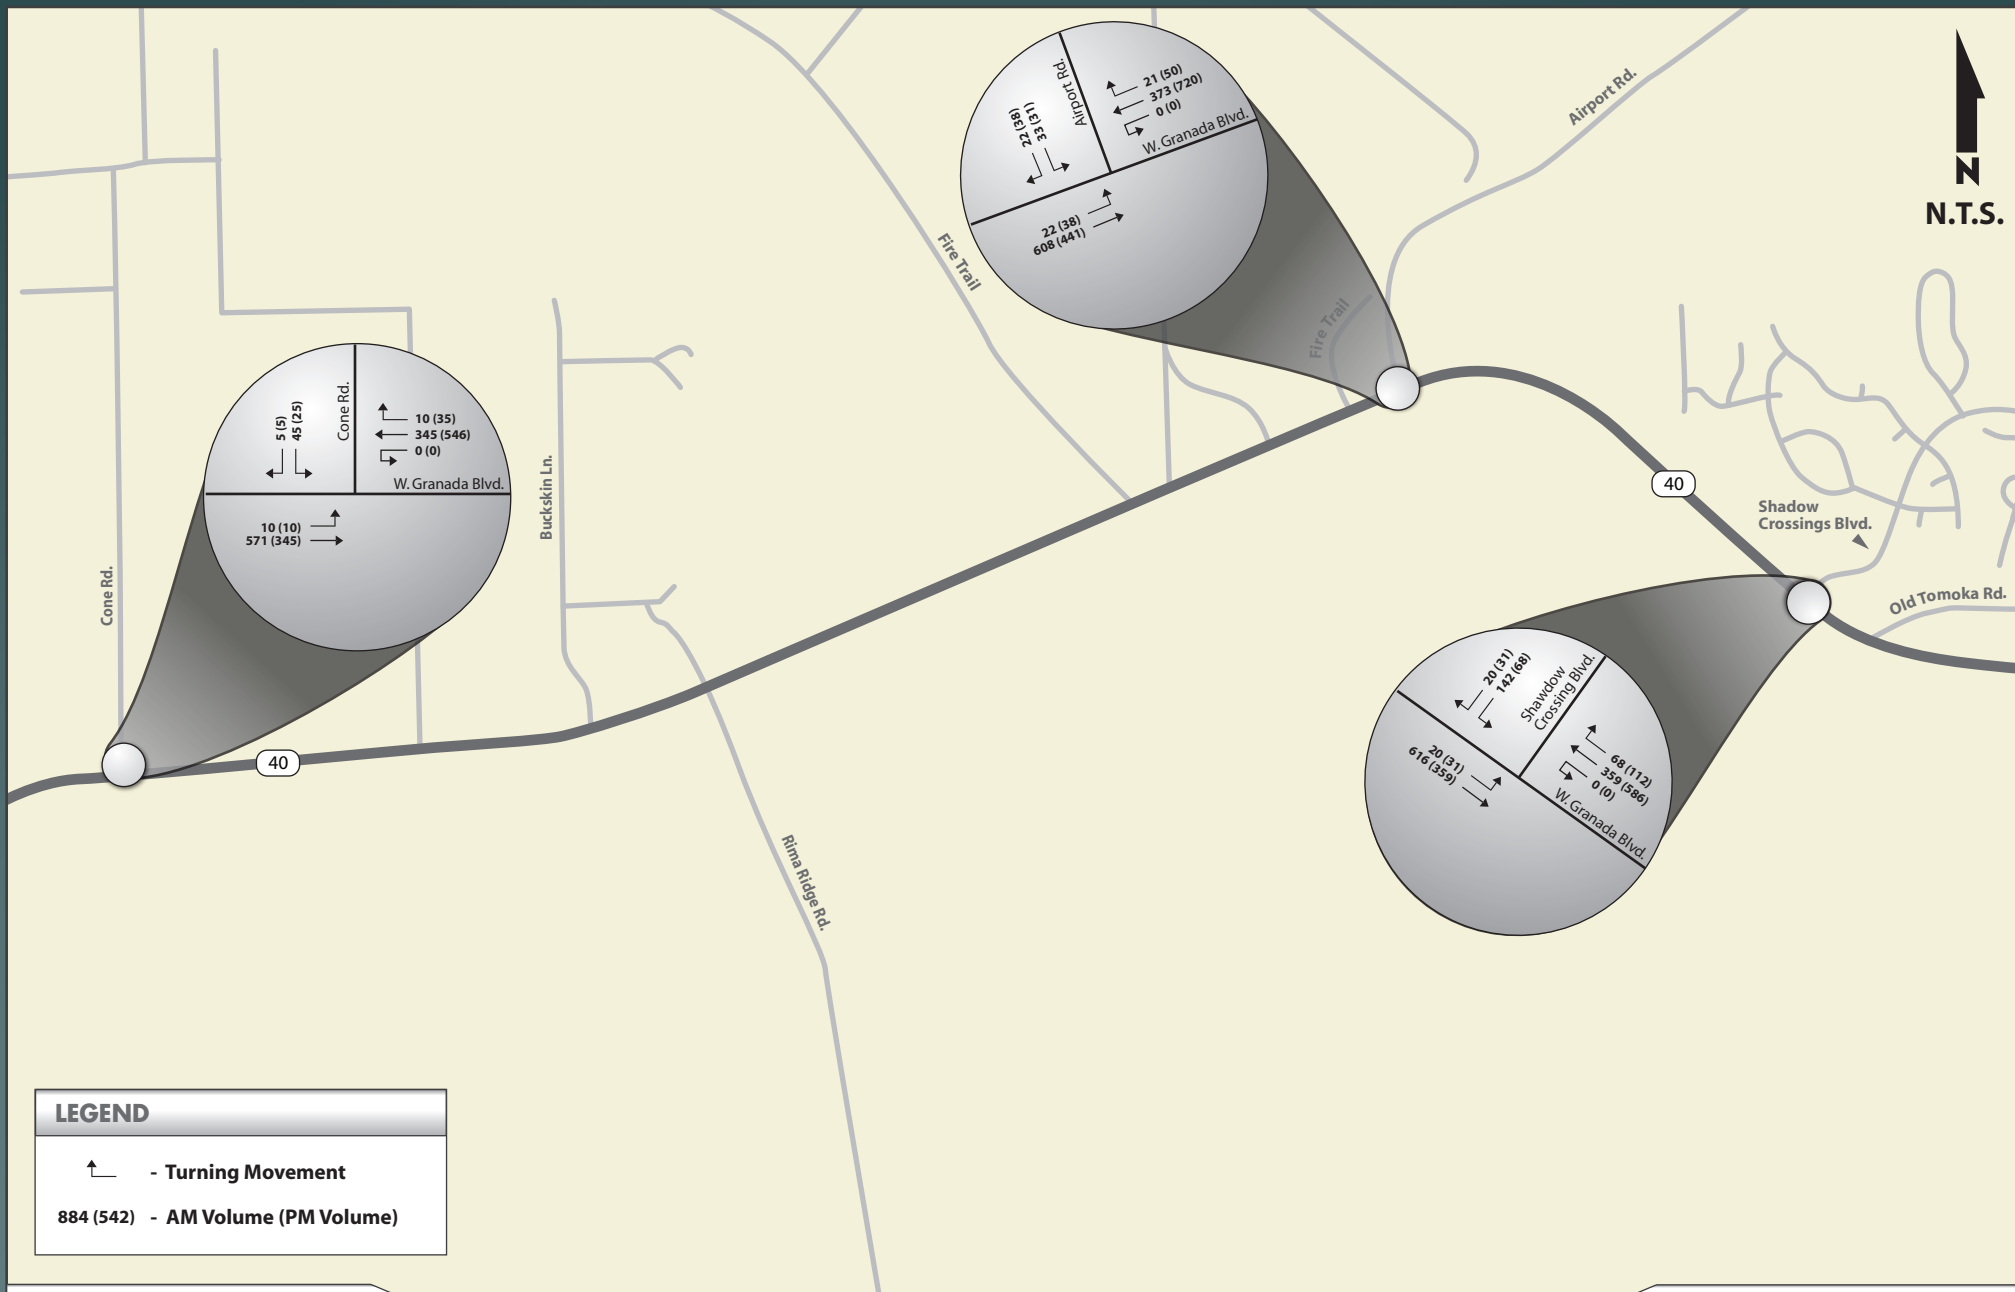 Airport Rd.
21 (50)
373 (720)
0 (0)
W. Granada Blvd.
22 (38)
33 (31)
22 (38)
608 (441)
Airport Rd.
N
N.T.S.
Fire Trail
Fire Trail
Cone Rd.
5 (5)
45 (25)
10 (35)
345 (546)
0 (0)
W. Granada Blvd.
10 (10)
571 (345)
Buckskin Ln.
Cone Rd.
40
40
Shadow
Crossings Blvd.
Old Tomoka Rd.
20 (31)
142 (68)
Shawdow
Crossing Blvd.
20 (31)
616 (359)
68 (112)
359 (586)
0 (0)
W. Granada Blvd.
Rima Ridge Rd.
LEGEND
- Turning Movement
884 (542) - AM Volume (PM Volume)